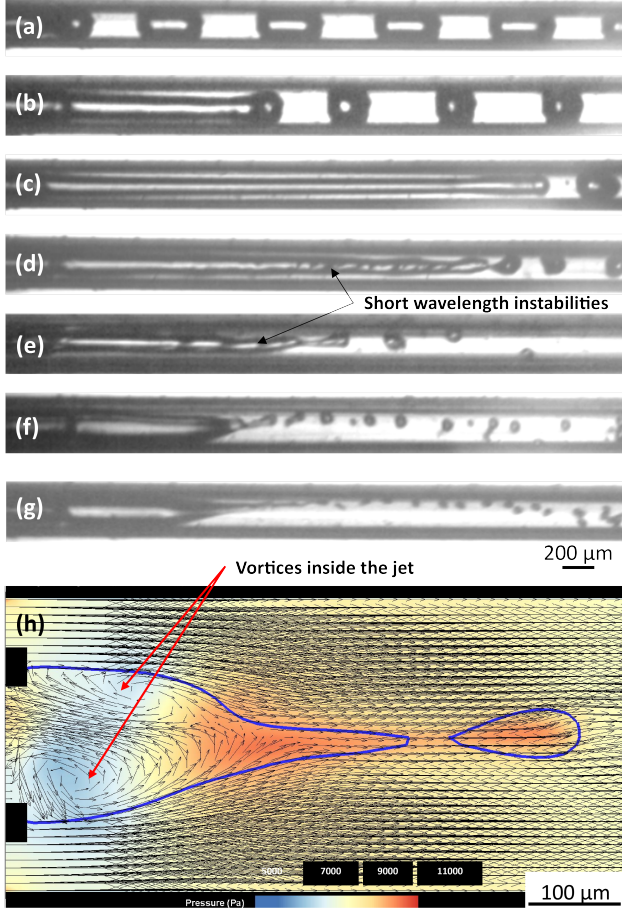 (a)
(b)
(c)
(d)
Short wavelength instabilities
(e)
(f)
(g)
200 µm
Vortices inside the jet
(h)
5000 7000 9000 11000
Pressure (Pa)
100 µm